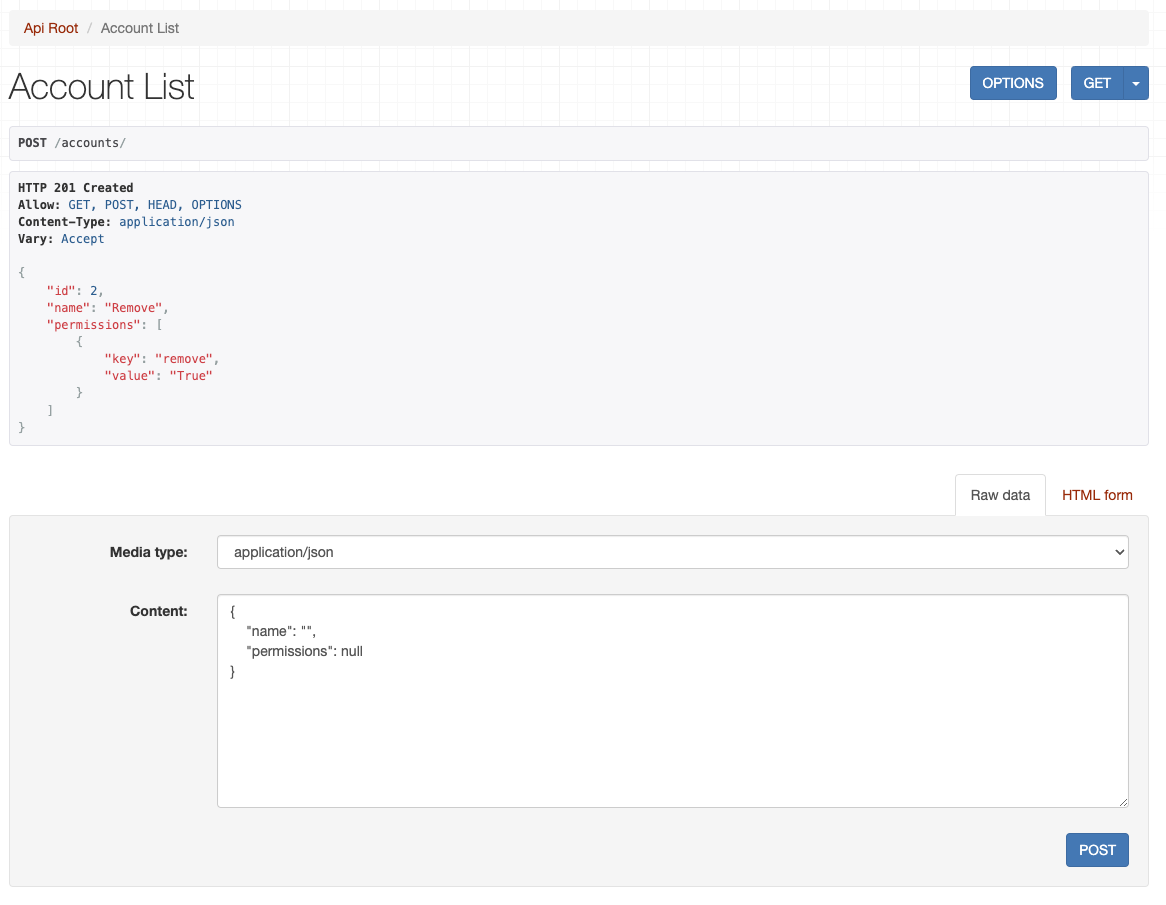 Api Root / Account List
Account List
OPTIONS GET
POST /accounts/
HTTP 201 Created
Allow: GET, POST, HEAD, OPTIONS
Content-Type: application/json
Vary: Accept
{
    "id": 2,
    "name": "Remove",
    "permissions": [
        {
            "key": "remove",
            "value": "True"
        }
    ]
}
Raw data HTML form
Media type: application/json
Content:
{
    "name": "",
    "permissions": null
}
POST